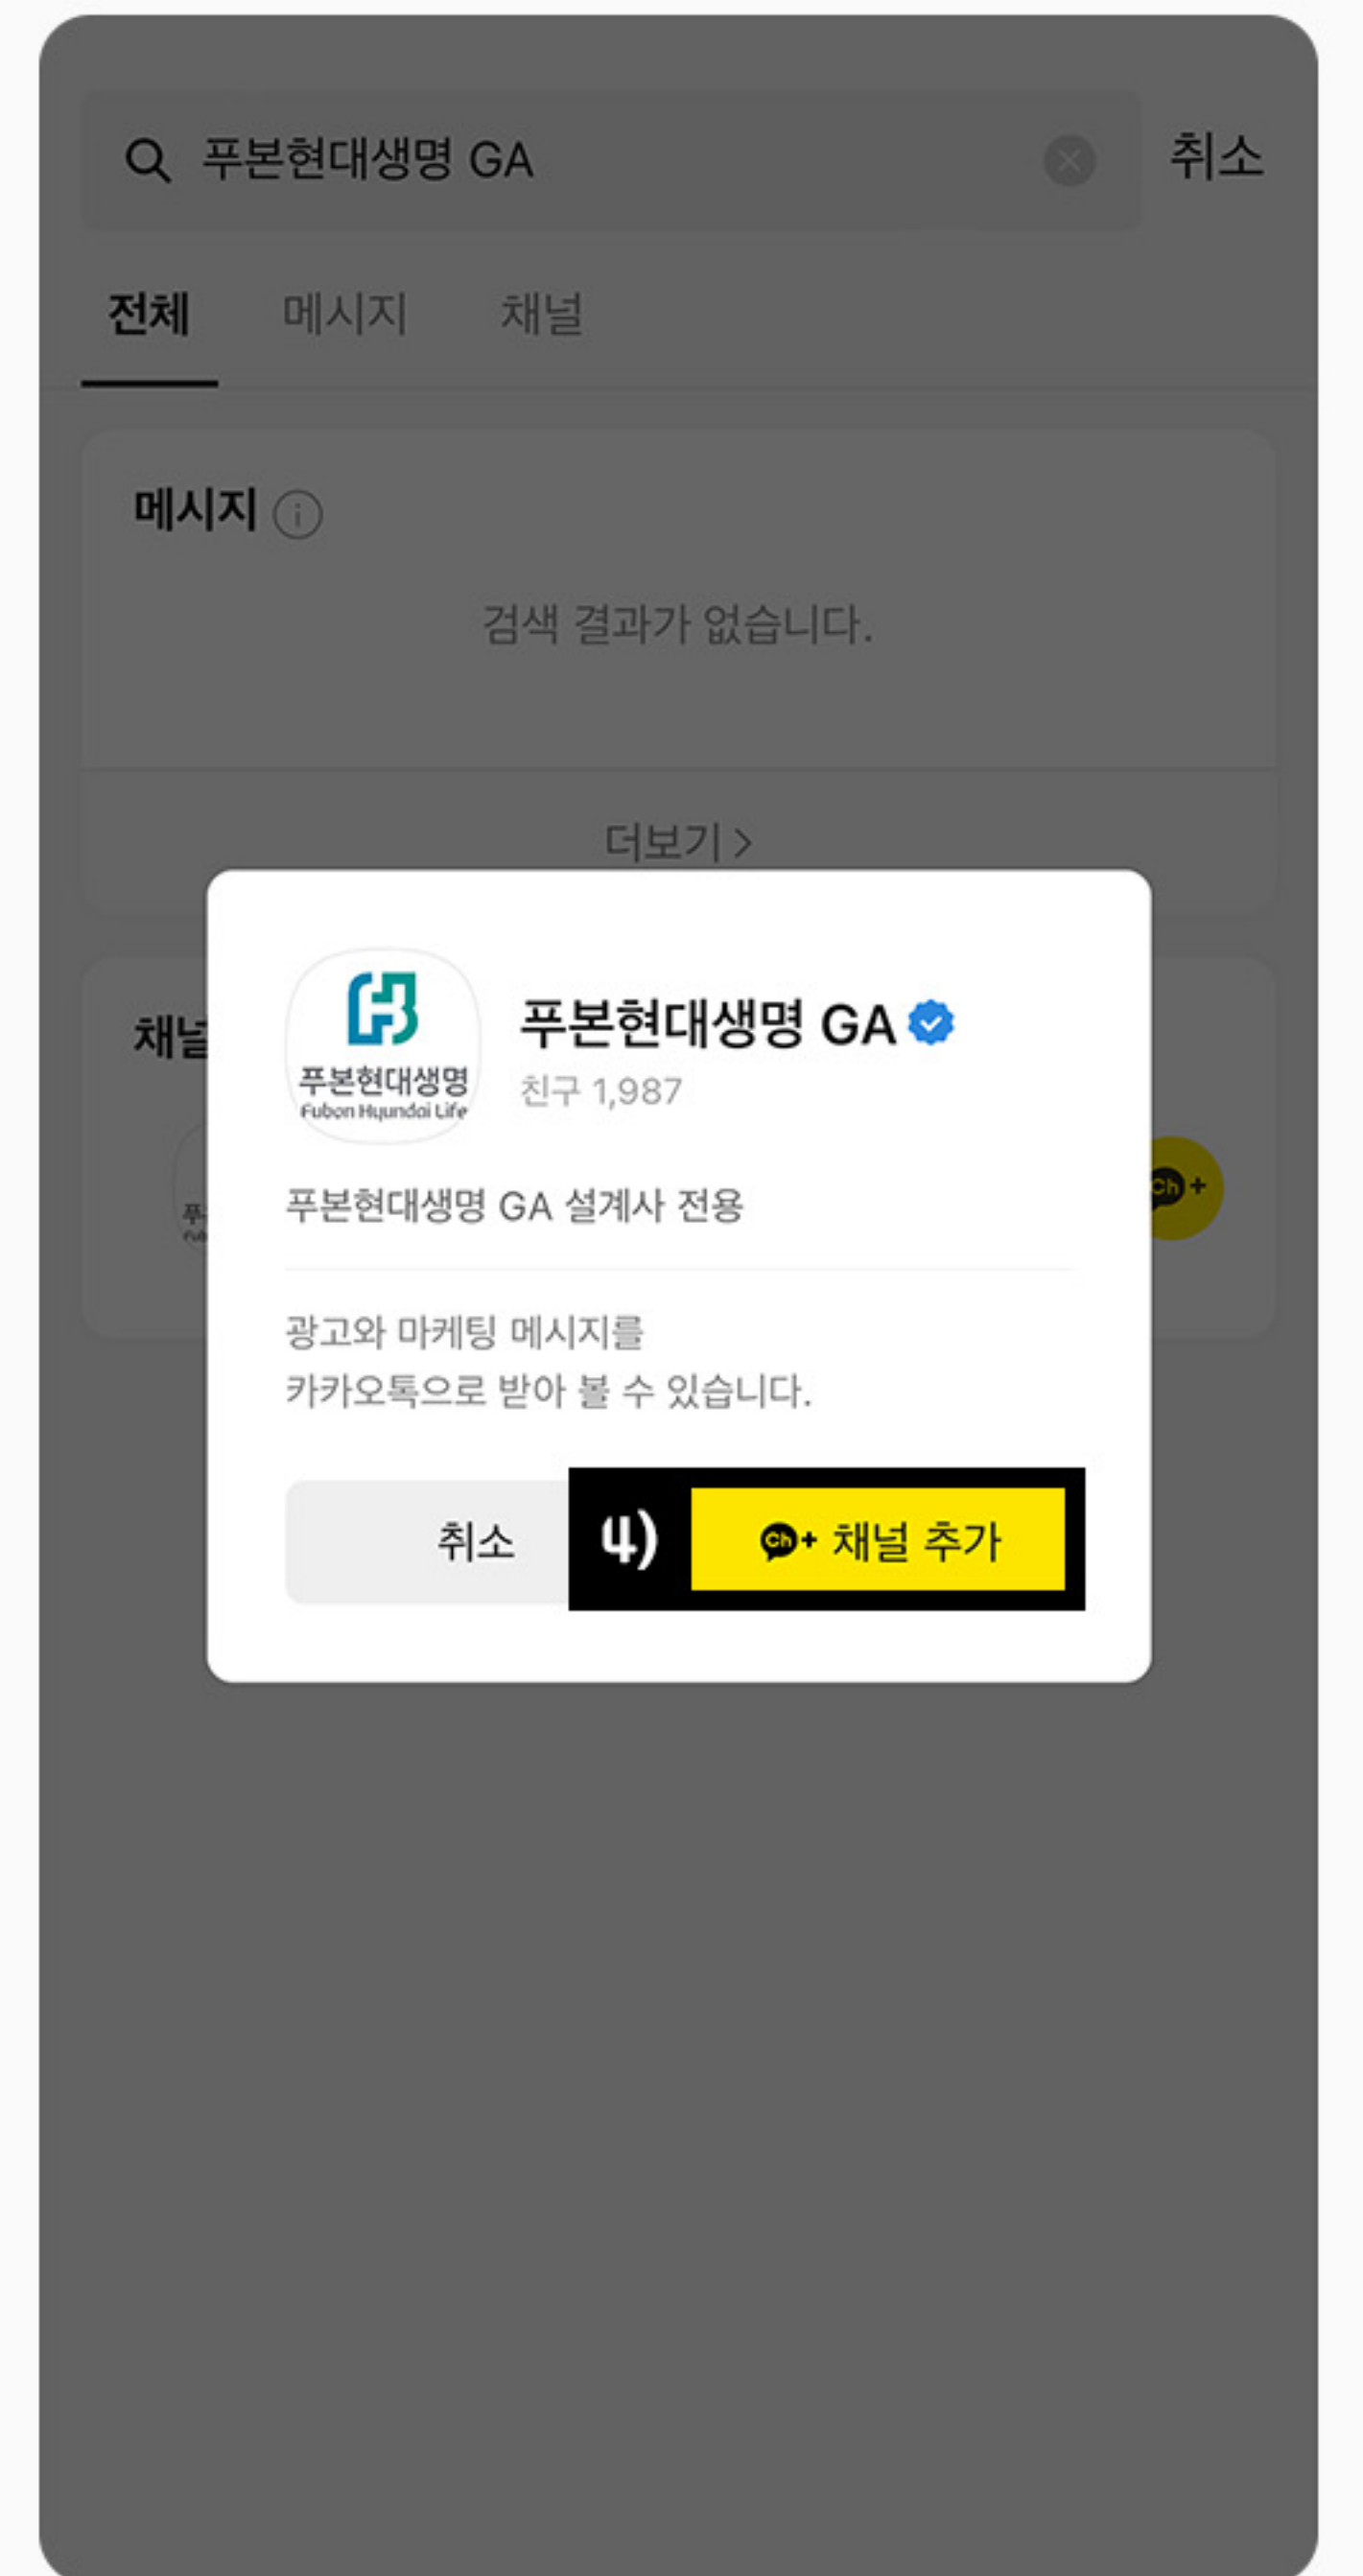 푸본현대생명 GA
취소
전체 메시지 채널
메시지
검색 결과가 없습니다.
더보기 >
채널
푸본현대생명
Fubon Hyundai Life
푸본현대생명 GA
친구 1,987
푸본현대생명 GA 설계사 전용
광고와 마케팅 메시지를
카카오톡으로 받아 볼 수 있습니다.
취소
4) Ch+ 채널 추가
Ch+